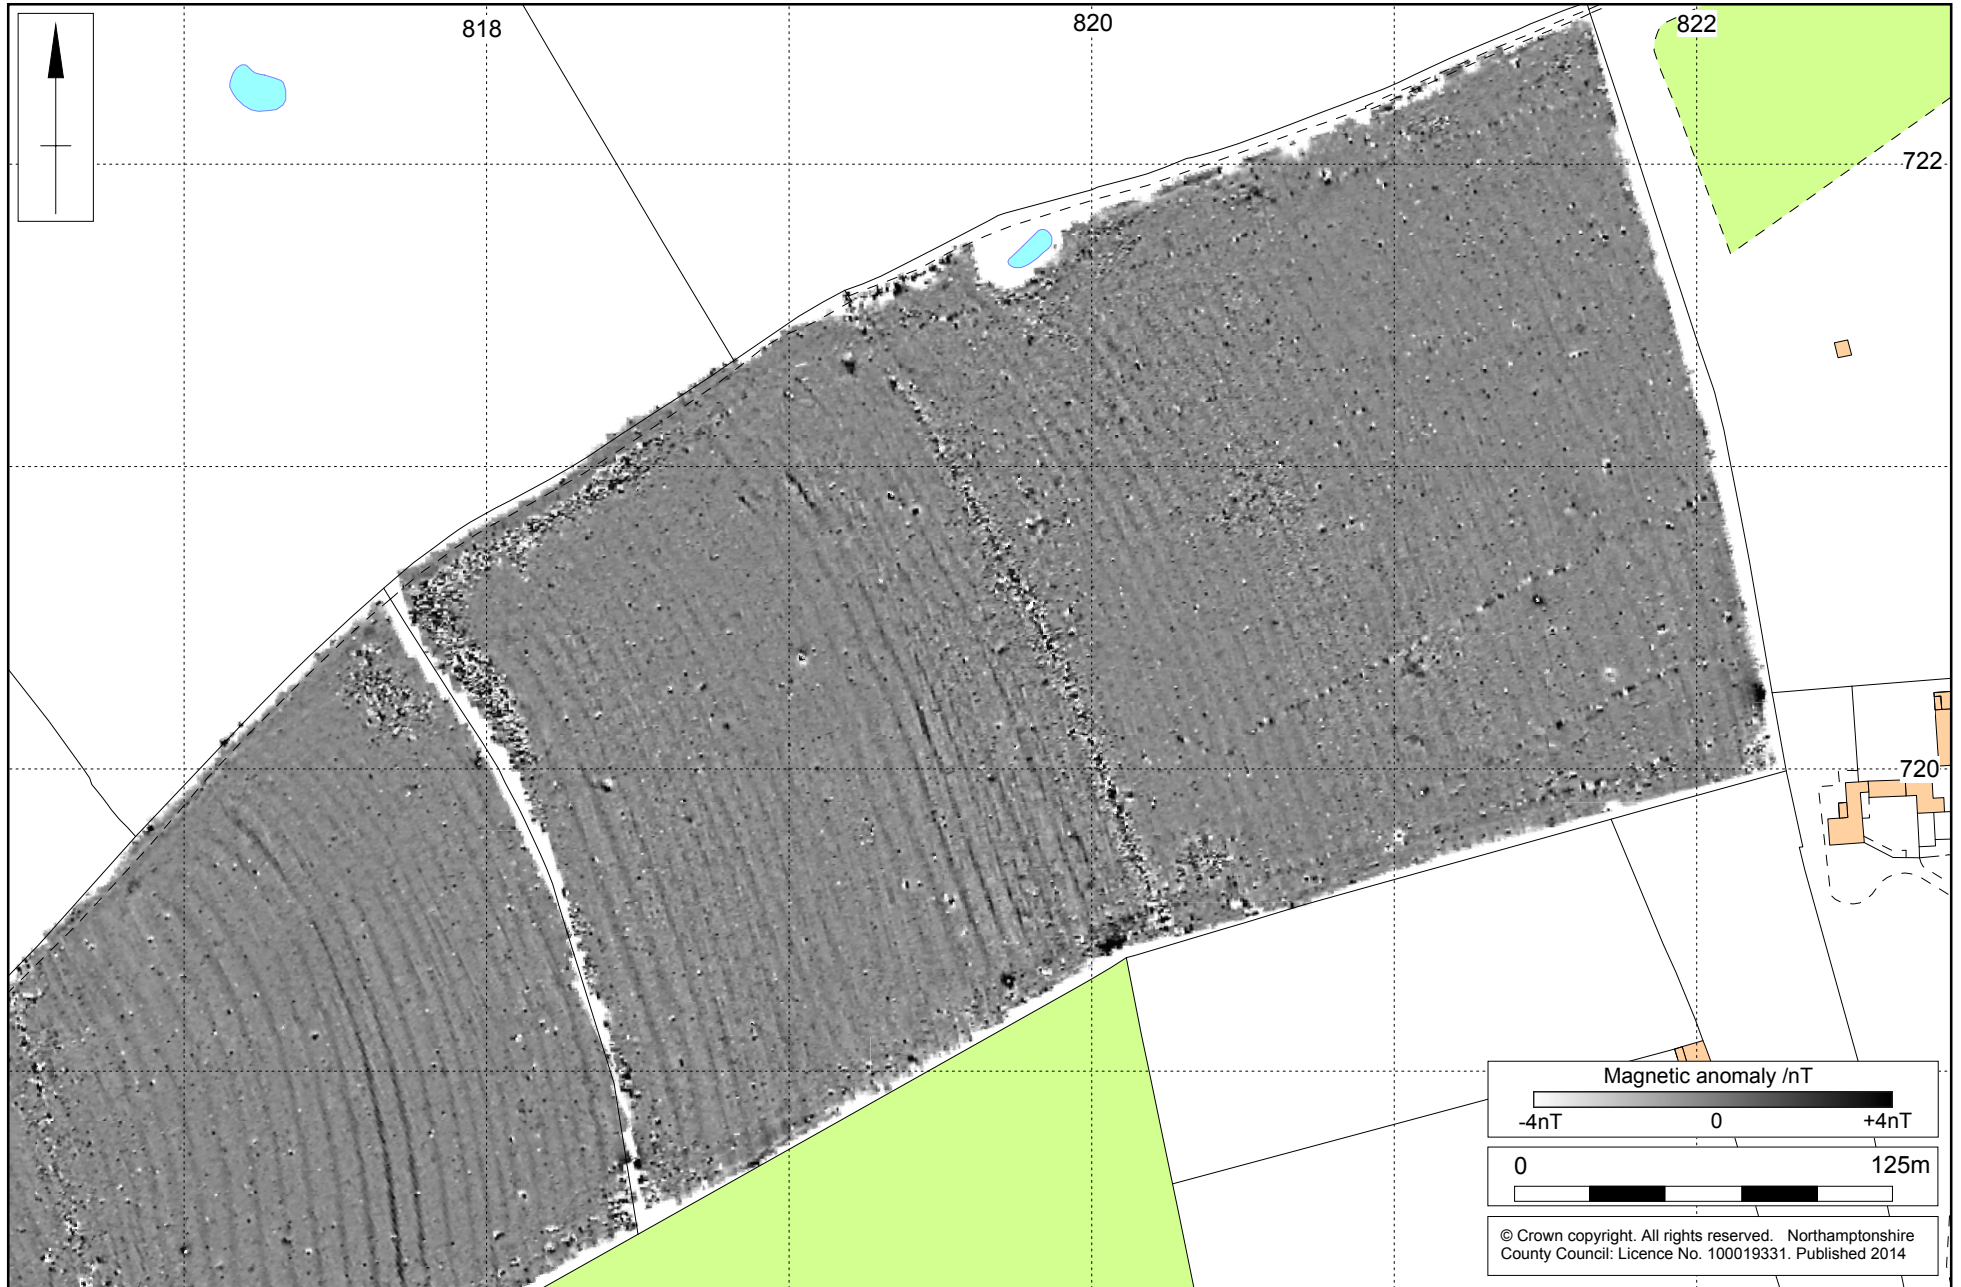 818
820
822
722
720
Magnetic anomaly /nT
-4nT 0 +4nT
0 125m
© Crown copyright. All rights reserved. Northamptonshire
County Council: Licence No. 100019331. Published 2014